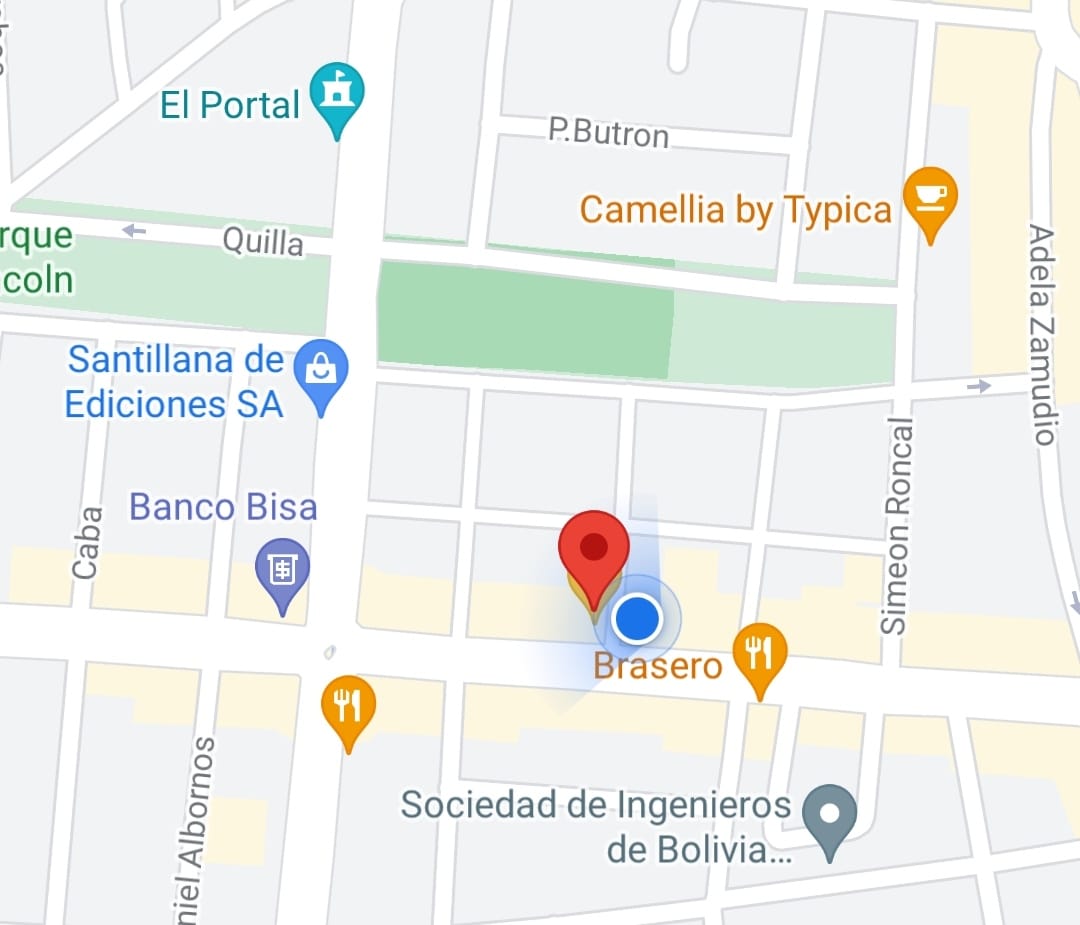 El Portal
P.Butron
Camellia by Typica
Quilla
rque
coln
Adela Zamudio
Santillana de
Ediciones SA
Banco Bisa
Caba
Simeon Roncal
Brasero
Sociedad de Ingenieros
de Bolivia...
niel Albornos